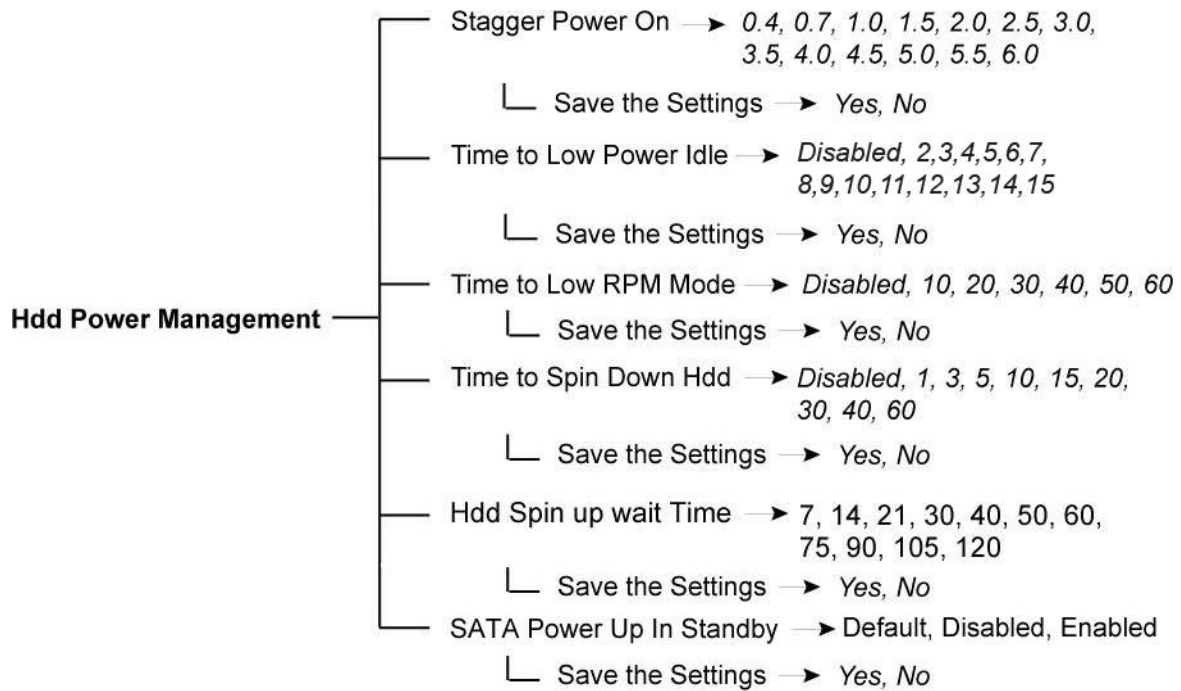 Stagger Power On 0.4, 0.7, 1.0, 1.5, 2.0, 2.5, 3.0,
3.5, 4.0, 4.5, 5.0, 5.5, 6.0
Save the Settings Yes, No
Time to Low Power Idle Disabled, 2,3,4,5,6,7,
8,9,10,11,12,13,14,15
Save the Settings Yes, No
Time to Low RPM Mode Disabled, 10, 20, 30, 40, 50, 60
Hdd Power Management
Save the Settings Yes, No
Time to Spin Down Hdd Disabled, 1, 3, 5, 10, 15, 20,
30, 40, 60
Save the Settings Yes, No
Hdd Spin up wait Time 7, 14, 21, 30, 40, 50, 60,
75, 90, 105, 120
Save the Settings Yes, No
SATA Power Up In Standby Default, Disabled, Enabled
Save the Settings Yes, No